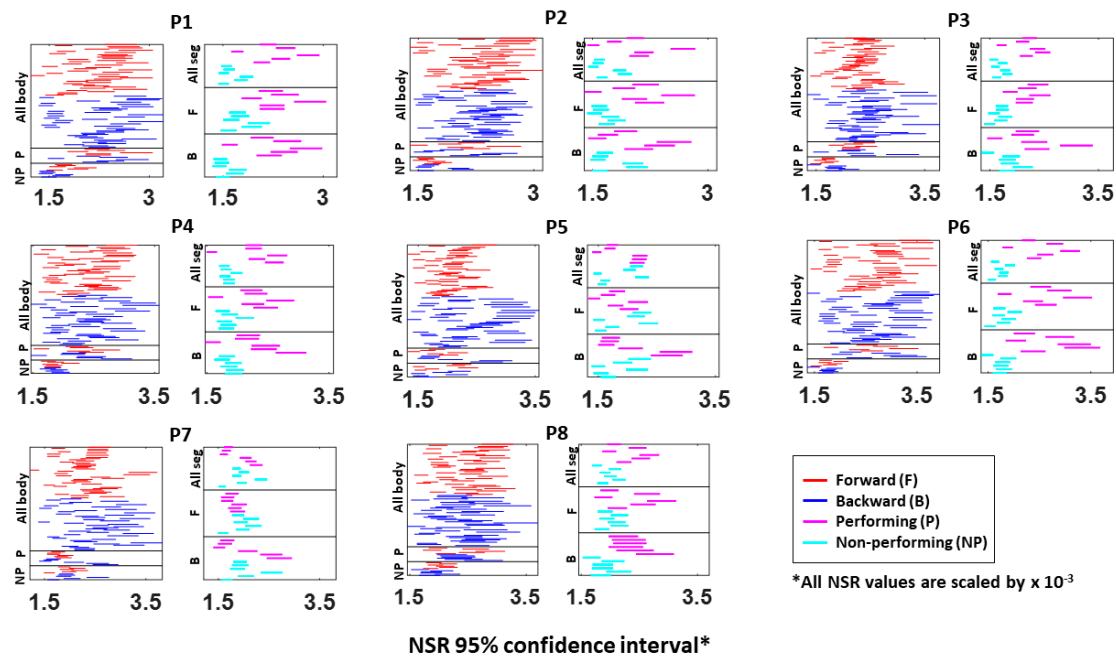 P1
All body
P
NP
All seg
F
B
1.5 3
1.5 3
P2
All body
P
NP
All seg
F
B
1.5 3
1.5 3
P3
All body
P
NP
All seg
F
B
1.5 3.5
1.5 3.5
P4
All body
P
NP
All seg
F
B
1.5 3.5
1.5 3.5
P5
All body
P
NP
All seg
F
B
1.5 3.5
1.5 3.5
P6
All body
P
NP
All seg
F
B
1.5 3.5
1.5 3.5
P7
All body
P
NP
All seg
F
B
1.5 3.5
1.5 3.5
P8
All body
P
NP
All seg
F
B
1.5 3.5
1.5 3.5
Forward (F)
Backward (B)
Performing (P)
Non-performing (NP)
*All NSR values are scaled by x 10-3
NSR 95% confidence interval*